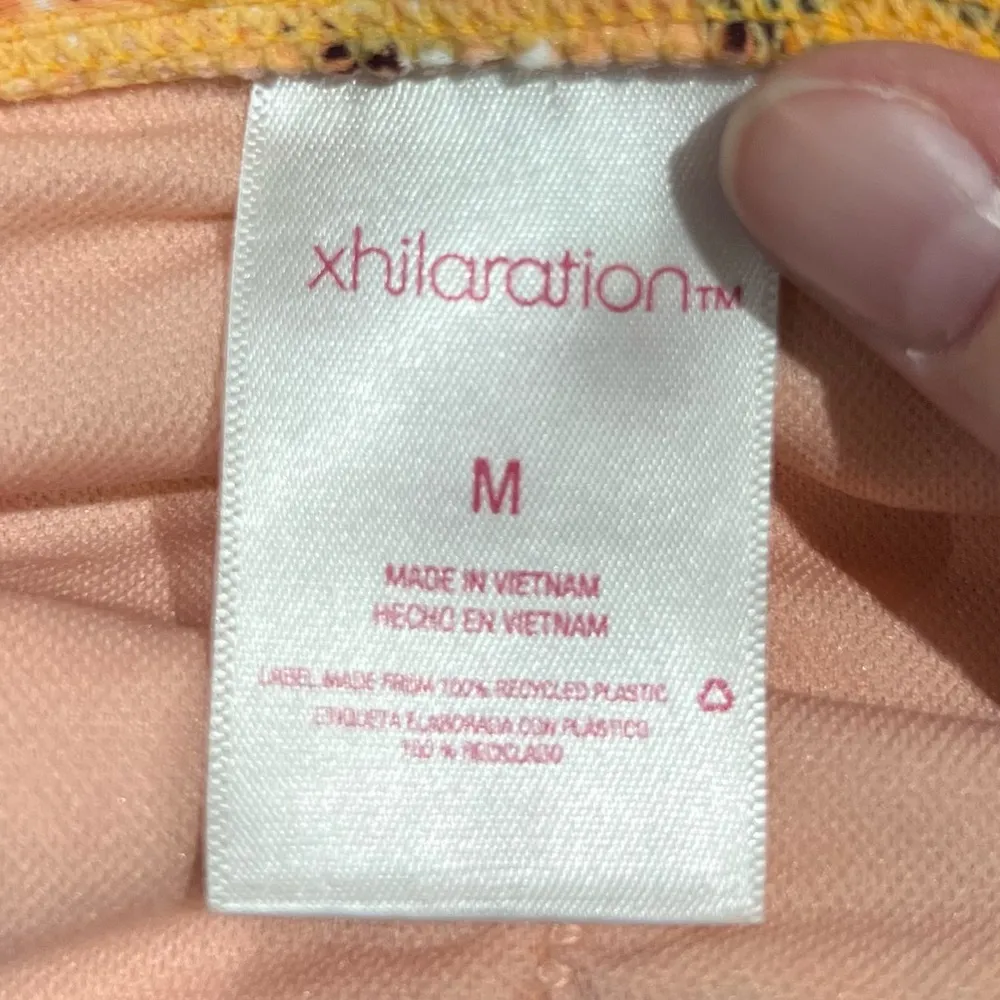 xhilaration™
M
MADE IN VIETNAM
HECHO EN VIETNAM
LABEL MADE FROM 100% RECYCLED PLASTIC
ETIQUETA ELABORADA CON PLASTICO
100 % RECICLADO